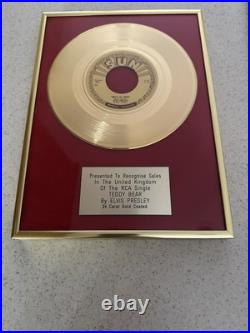 SUN
Presented To Recognise Sales
In The United Kingdom
Of The RCA Single
TEDDY BEAR
By ELVIS PRESLEY
24 Carat Gold Coated